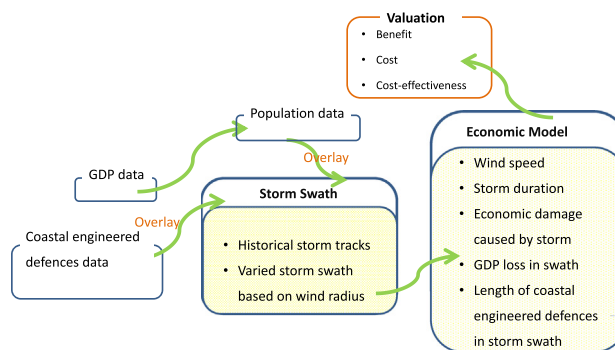 Valuation
• Benefit
• Cost
• Cost-effectiveness
Population data
Overlay
GDP data
Overlay
Coastal engineered
defences data
Storm Swath
• Historical storm tracks
• Varied storm swath
based on wind radius
Economic Model
• Wind speed
• Storm duration
• Economic damage
caused by storm
• GDP loss in swath
• Length of coastal
engineered defences
in storm swath